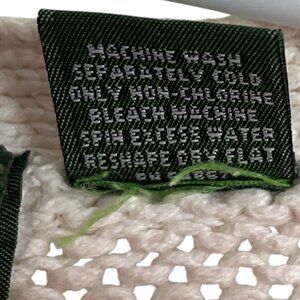 MACHINE WASH
SEPARATELY COLD
ONLY NON-CHLORINE
BLEACH MACHINE
SPIN EXCESS WATER
RESHAPE DRY FLAT